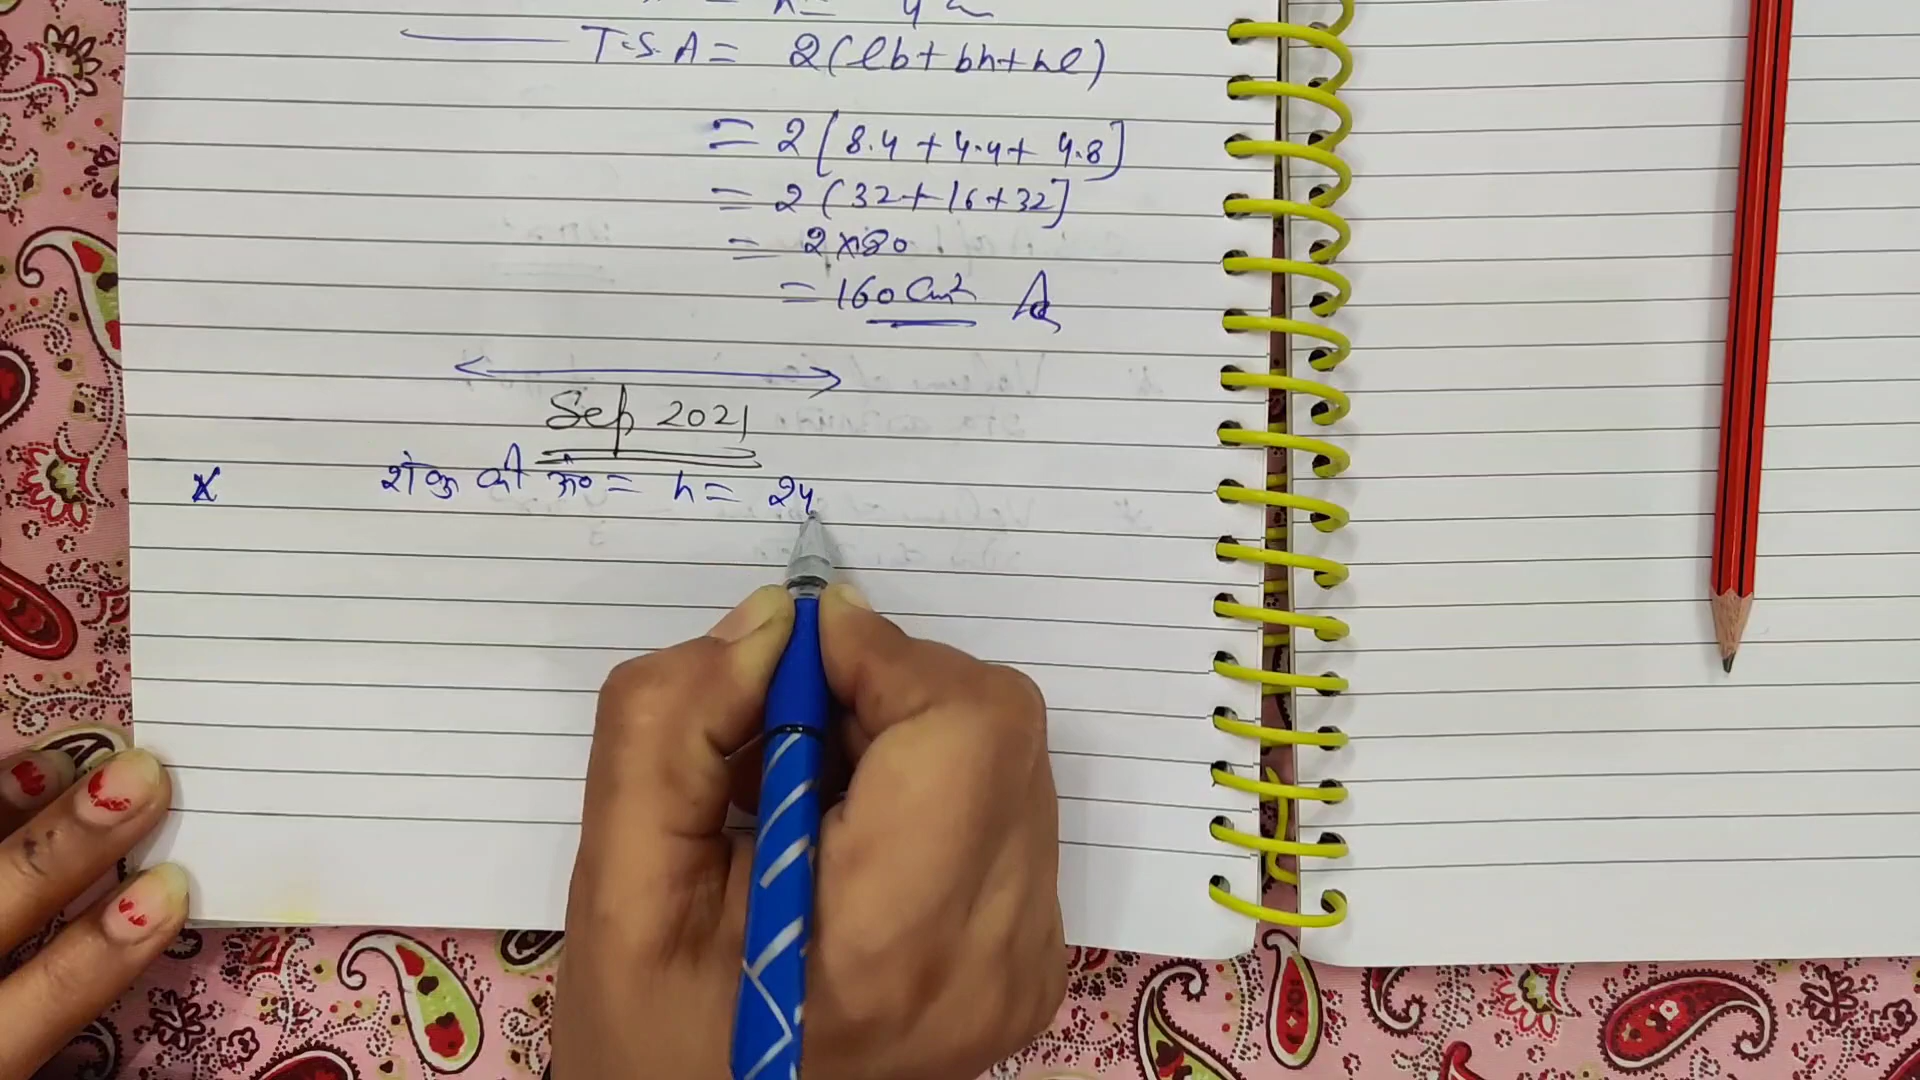 T.S.A = 2(lb+bh+hl)
= 2[8.4+4.4+4.8]
= 2(32+16+32]
= 2×80
= 160 Cm²
Sep 2021
× शंकु की ऊँ० = h = 24